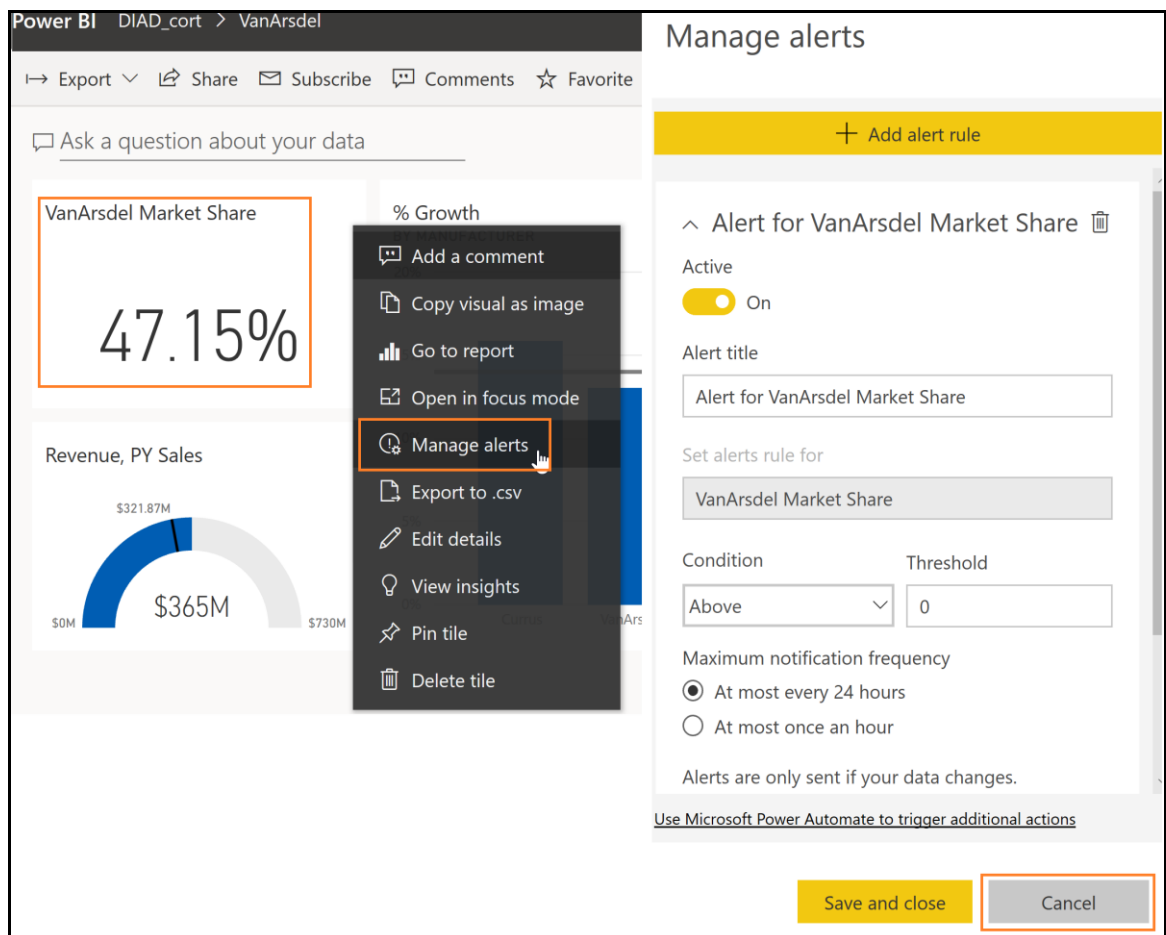 Power BI DIAD_cort > VanArsdel
Export Share Subscribe Comments Favorite
Ask a question about your data
VanArsdel Market Share
47.15%
% Growth
BY MANUFACTURER
Revenue, PY Sales
$321.87M
$365M
$0M
$730M
Add a comment
Copy visual as image
Go to report
Open in focus mode
Manage alerts
Export to .csv
Edit details
View insights
Pin tile
Delete tile
0%
VanArs
Manage alerts
Add alert rule
Alert for VanArsdel Market Share
Active
On
Alert title
Alert for VanArsdel Market Share
Set alerts rule for
VanArsdel Market Share
Condition
Threshold
Above
0
Maximum notification frequency
At most every 24 hours
At most once an hour
Alerts are only sent if your data changes.
Use Microsoft Power Automate to trigger additional actions
Save and close
Cancel